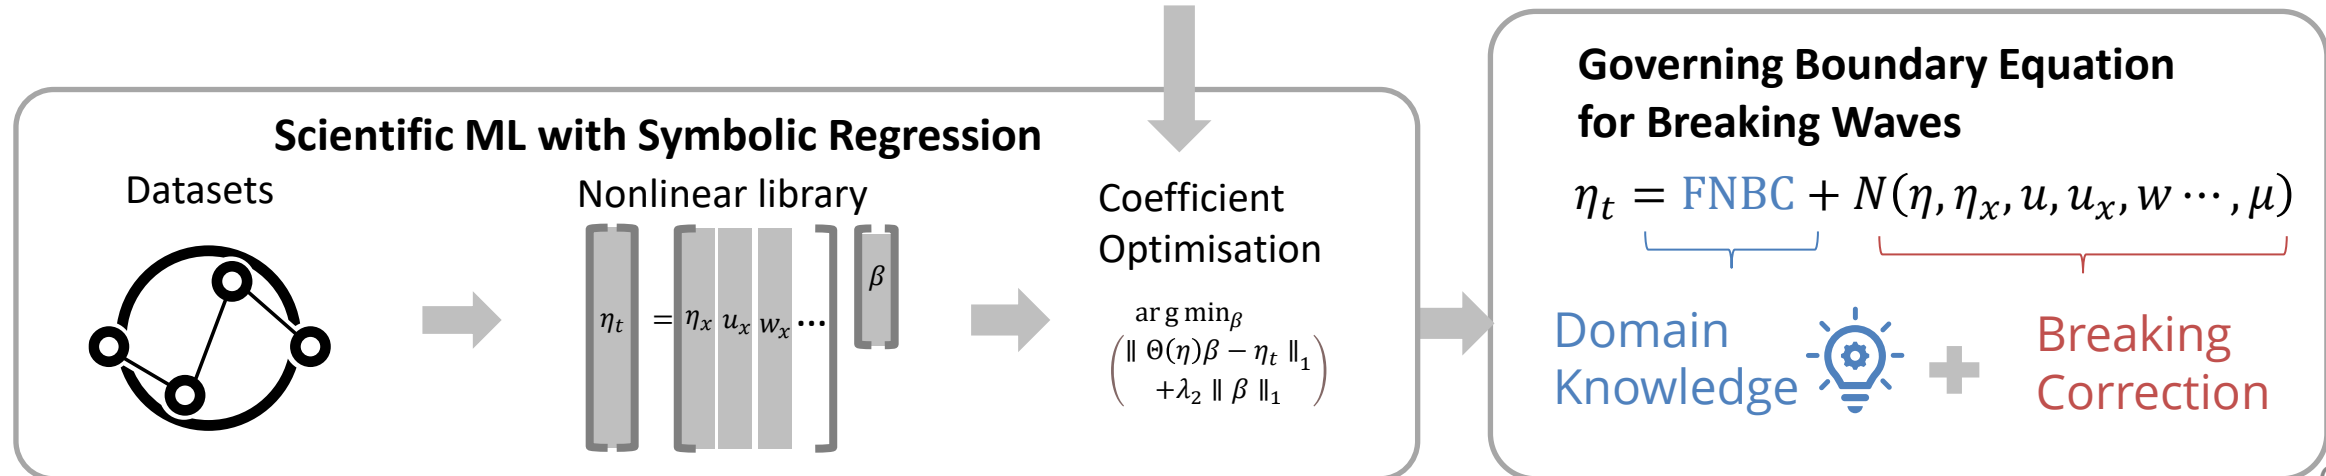 Scientific ML with Symbolic Regression
Datasets
Nonlinear library
η_t = η_x u_x w_x ⋯ β
Coefficient
Optimisation
ar g min_β
(‖ Θ(η)β − η_t ‖_1
+λ_2 ‖ β ‖_1)
Governing Boundary Equation
for Breaking Waves
η_t = FNBC + N(η, η_x, u, u_x, w ⋯ , μ)
Domain
Knowledge
Breaking
Correction